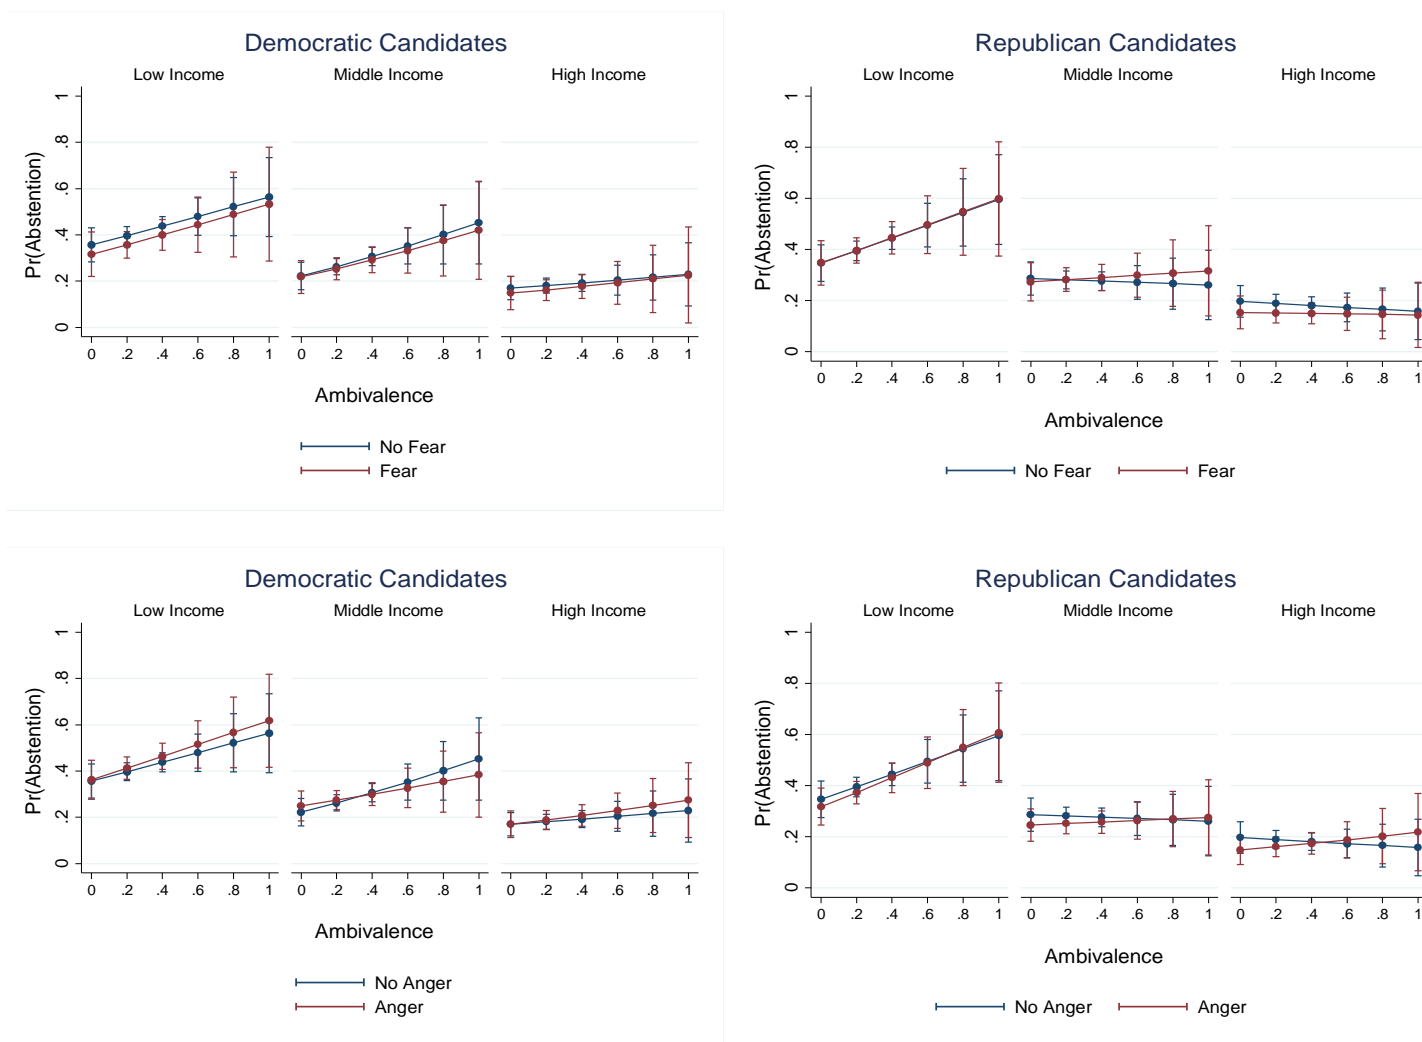 Democratic Candidates
Low Income Middle Income High Income
Pr(Abstention)
1
.8
.6
.4
.2
0
0 .2 .4 .6 .8 1 0 .2 .4 .6 .8 1 0 .2 .4 .6 .8 1
Ambivalence
No Fear
Fear
Republican Candidates
Low Income Middle Income High Income
Pr(Abstention)
1
.8
.6
.4
.2
0
0 .2 .4 .6 .8 1 0 .2 .4 .6 .8 1 0 .2 .4 .6 .8 1
Ambivalence
No Fear Fear
Democratic Candidates
Low Income Middle Income High Income
Pr(Abstention)
1
.8
.6
.4
.2
0
0 .2 .4 .6 .8 1 0 .2 .4 .6 .8 1 0 .2 .4 .6 .8 1
Ambivalence
No Anger
Anger
Republican Candidates
Low Income Middle Income High Income
Pr(Abstention)
1
.8
.6
.4
.2
0
0 .2 .4 .6 .8 1 0 .2 .4 .6 .8 1 0 .2 .4 .6 .8 1
Ambivalence
No Anger Anger